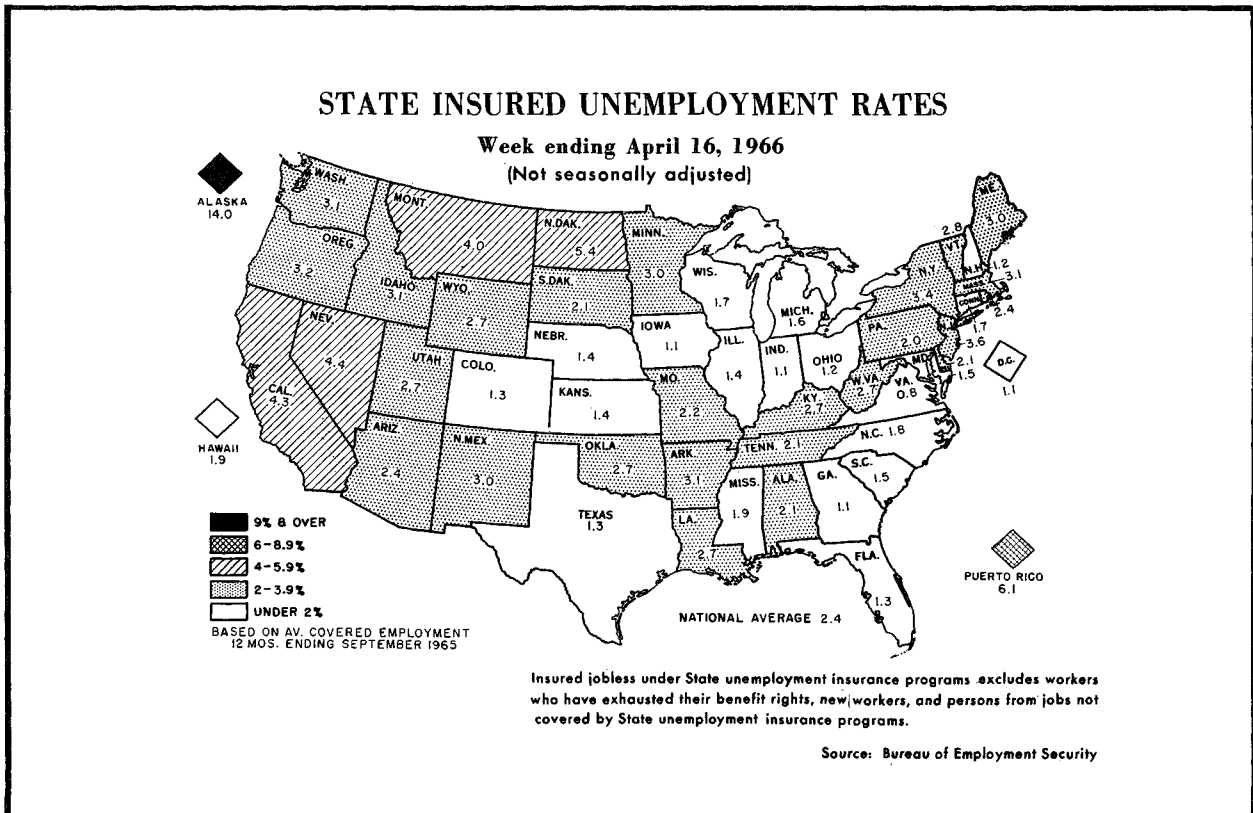 STATE INSURED UNEMPLOYMENT RATES
Week ending April 16, 1966
(Not seasonally adjusted)
ALASKA
14.0
WASH.
3.1
OREG.
3.2
IDAHO
3.1
MONT.
4.0
N.DAK.
5.4
S.DAK.
2.1
WYO.
2.7
NEV.
4.4
CAL.
4.3
UTAH
2.7
COLO.
1.3
ARIZ
2.4
N.MEX.
3.0
NEBR.
1.4
KANS.
1.4
OKLA.
2.7
TEXAS
1.3
MINN.
3.0
IOWA
1.1
MO.
2.2
ARK.
3.1
LA.
2.7
WIS.
1.7
ILL.
1.4
MICH.
1.6
IND.
1.1
OHIO
1.2
KY.
2.7
TENN. 2.1
MISS.
1.9
ALA.
2.1
GA.
1.1
FLA.
1.3
S.C.
1.5
N.C. 1.8
VA.
0.8
W.VA.
2.7
PA.
2.0
N.Y.
3.4
2.8
VT.
N.H.
1.2
ME.
3.0
MASS.
3.1
CONN.
2.4
1.7
3.6
2.1
MD.
1.5
D.C.
1.1
HAWAII
1.9
PUERTO RICO
6.1
9% & OVER
6-8.9%
4-5.9%
2-3.9%
UNDER 2%
BASED ON AV. COVERED EMPLOYMENT
12 MOS. ENDING SEPTEMBER 1965
NATIONAL AVERAGE 2.4
Insured jobless under State unemployment insurance programs excludes workers
who have exhausted their benefit rights, new workers, and persons from jobs not
covered by State unemployment insurance programs.
Source: Bureau of Employment Security